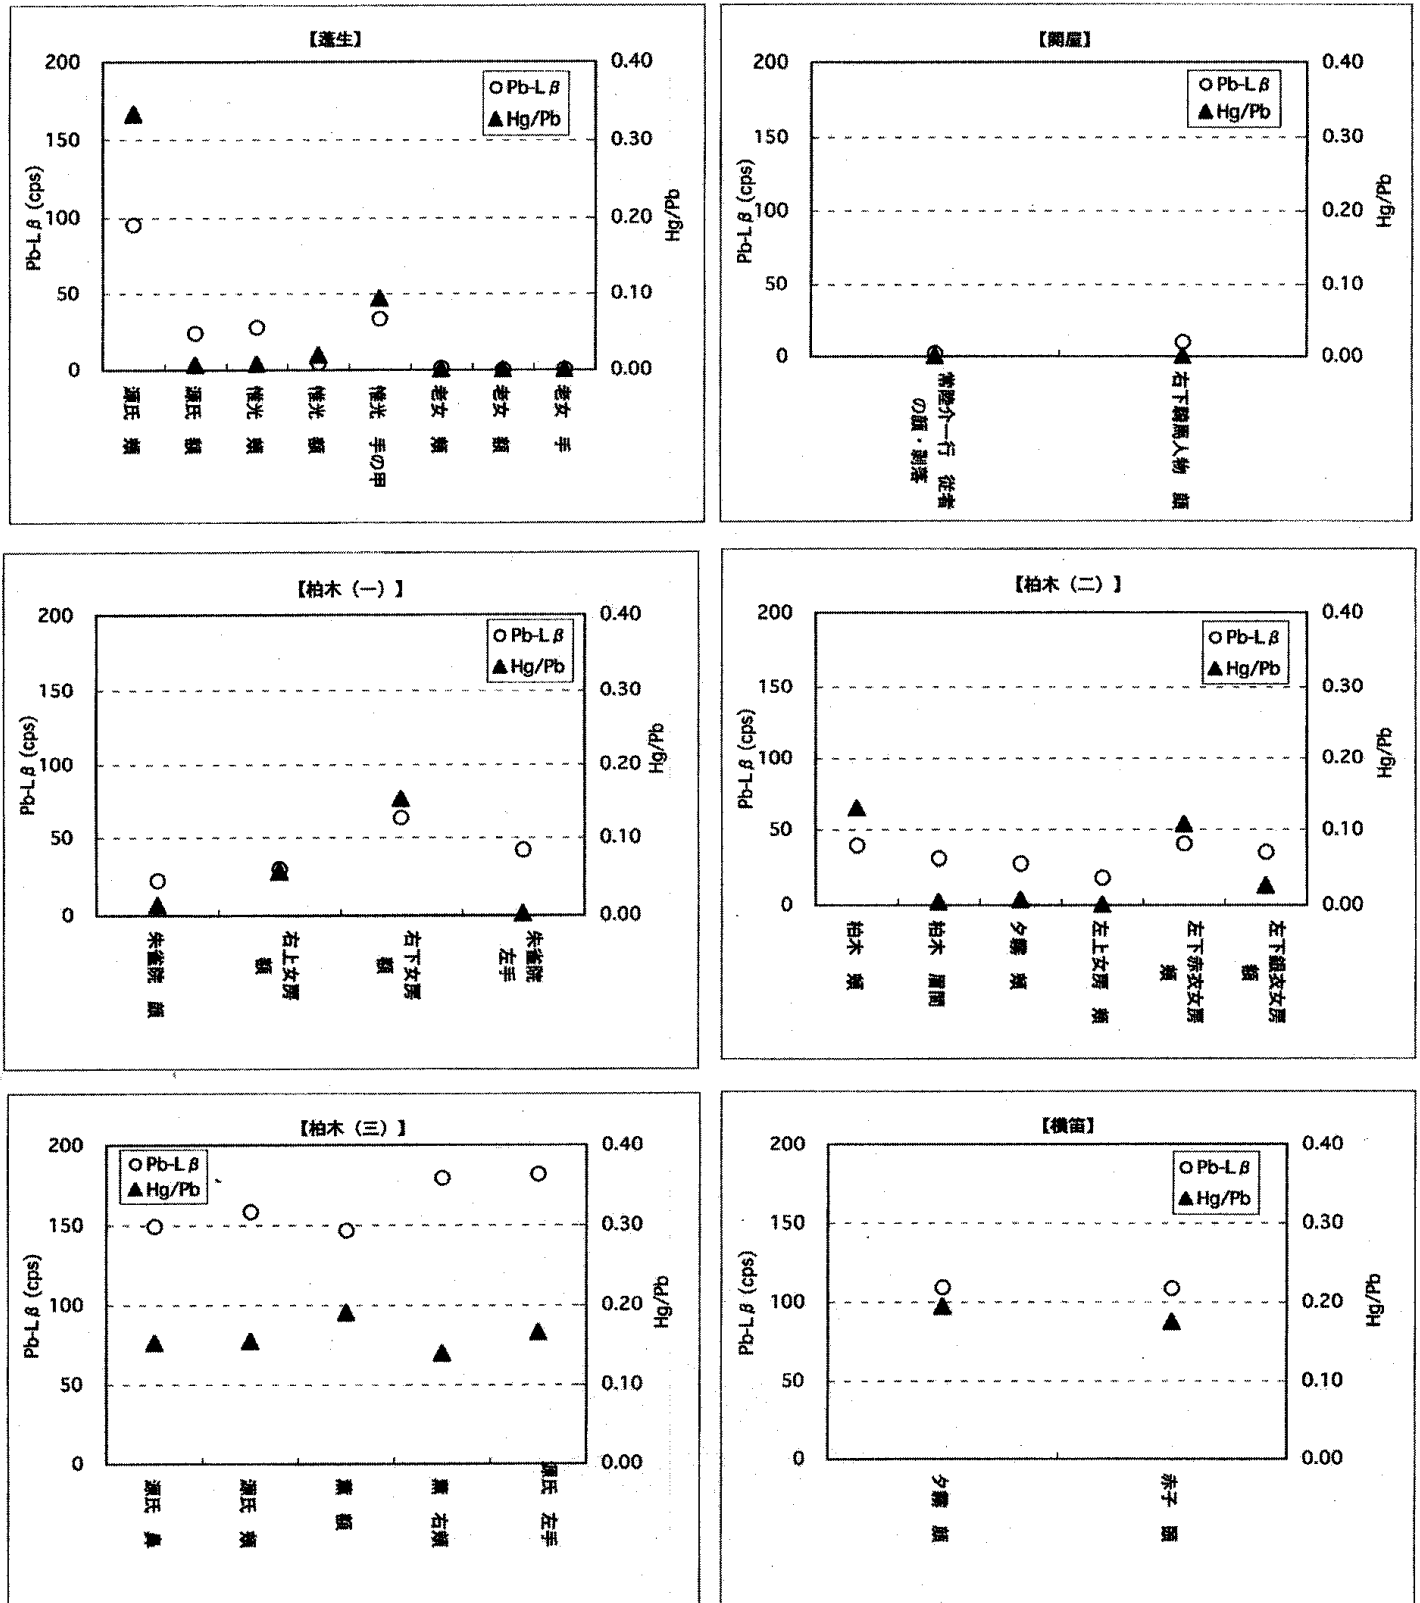 【蓬生】
200
150
100
50
0
Pb-Lβ (cps)
0.40
0.30
0.20
0.10
0.00
Hg/Pb
○ Pb-Lβ
▲ Hg/Pb
源氏 頬
源氏 額
惟光 頬
惟光 額
惟光 手の甲
老女 頬
老女 額
老女 手
【関屋】
200
150
100
50
0
Pb-Lβ (cps)
0.40
0.30
0.20
0.10
0.00
Hg/Pb
○ Pb-Lβ
▲ Hg/Pb
常陸介一行 従者
の顔・剥落
右下騎馬人物 顔
【柏木（一）】
200
150
100
50
0
Pb-Lβ (cps)
0.40
0.30
0.20
0.10
0.00
Hg/Pb
○ Pb-Lβ
▲ Hg/Pb
朱雀院 顔
右上女房
額
右下女房
額
朱雀院
左手
【柏木（二）】
200
150
100
50
0
Pb-Lβ (cps)
0.40
0.30
0.20
0.10
0.00
Hg/Pb
○ Pb-Lβ
▲ Hg/Pb
柏木 頬
柏木 眉間
夕霧 頬
左上女房 頬
左下赤衣女房
頬
左下銀衣女房
額
【柏木（三）】
200
150
100
50
0
Pb-Lβ (cps)
0.40
0.30
0.20
0.10
0.00
Hg/Pb
○ Pb-Lβ
▲ Hg/Pb
源氏 鼻
源氏 頬
薫 額
薫 右頬
源氏 左手
【横笛】
200
150
100
50
0
Pb-Lβ (cps)
0.40
0.30
0.20
0.10
0.00
Hg/Pb
○ Pb-Lβ
▲ Hg/Pb
夕霧 顔
赤子 頭